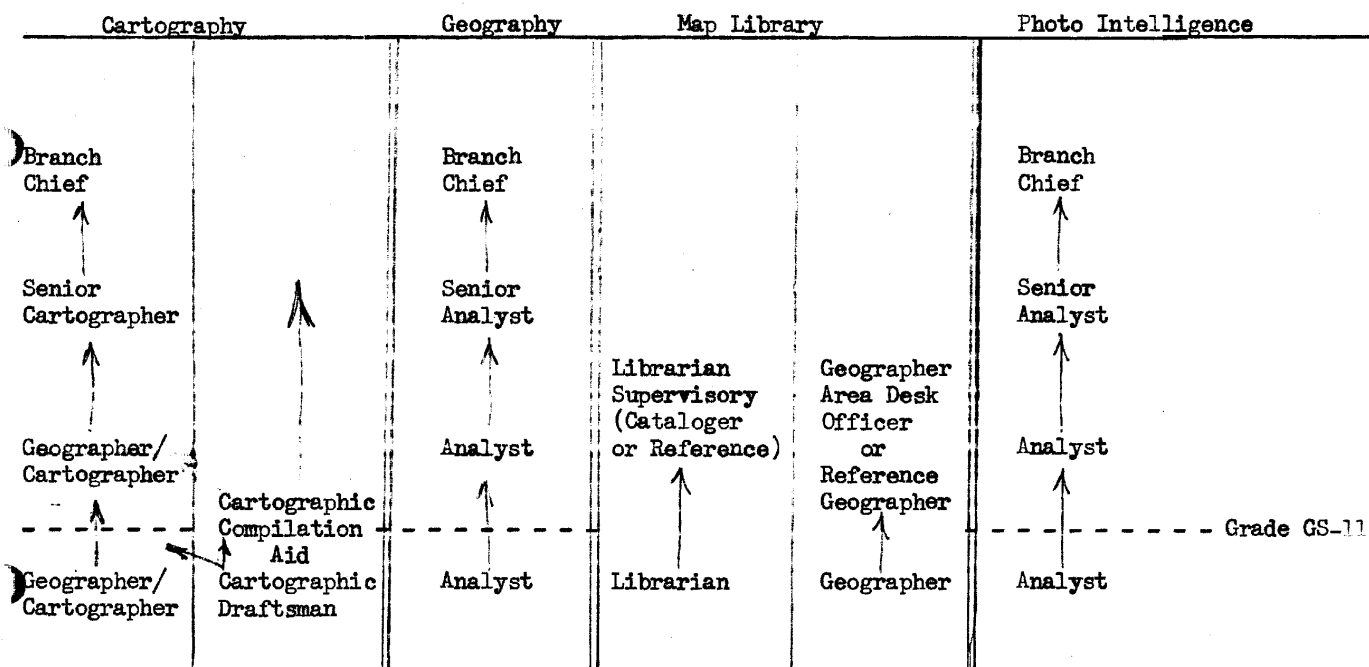 Cartography Geography Map Library Photo Intelligence
Branch
Chief
Senior
Cartographer
Geographer/
Cartographer
Geographer/
Cartographer
Cartographic
Compilation
Aid
Cartographic
Draftsman
Branch
Chief
Senior
Analyst
Analyst
Analyst
Librarian
Supervisory
(Cataloger
or Reference)
Librarian
Geographer
Area Desk
Officer
or
Reference
Geographer
Geographer
Branch
Chief
Senior
Analyst
Analyst
Analyst
Grade GS-11